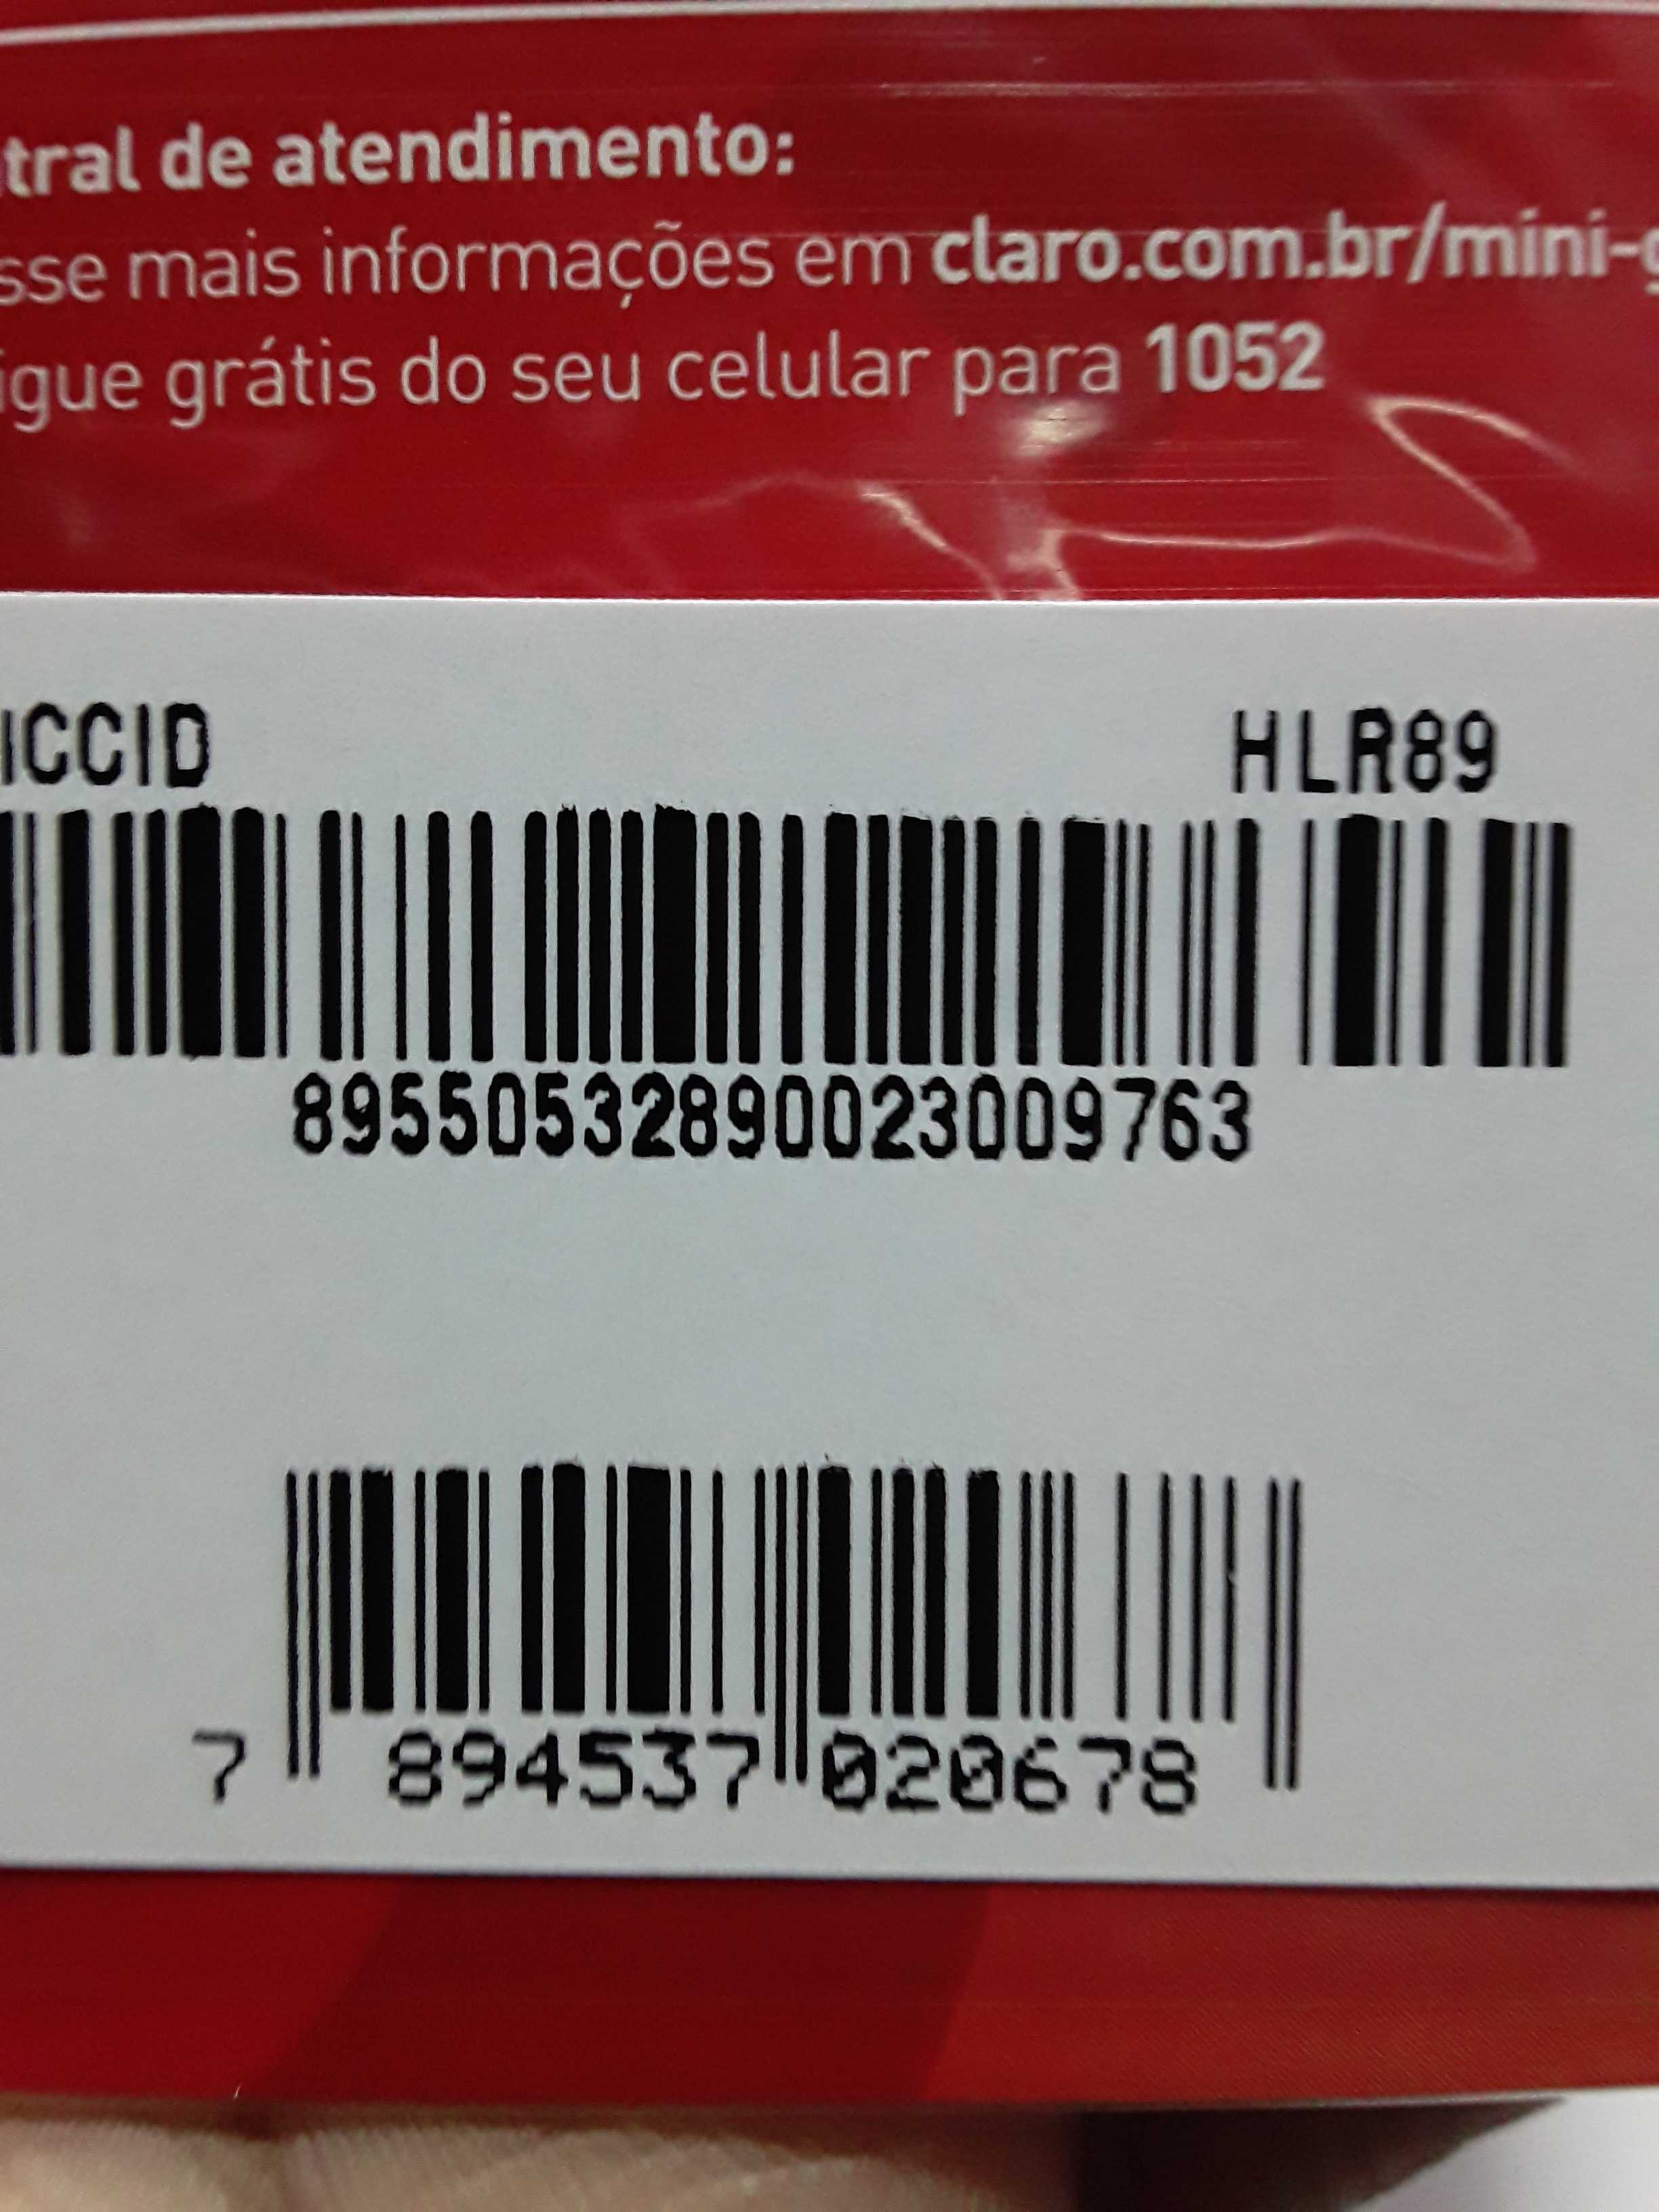 tral de atendimento:
sse mais informações em claro.com.br/mini-g
igue grátis do seu celular para 1052
ICCID HLR89
89550532890023009763
7 894537 020678